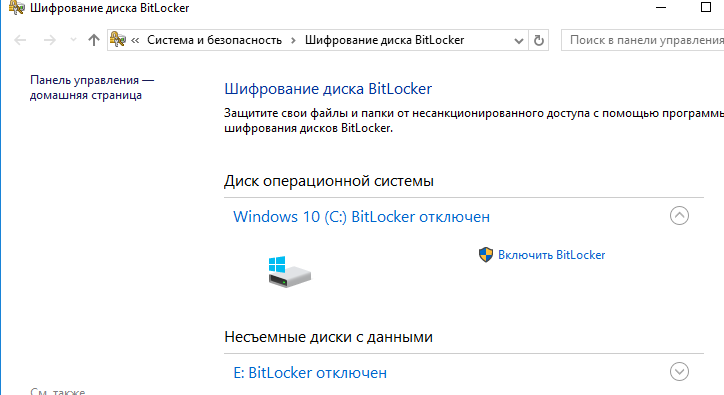 Шифрование диска BitLocker
« Система и безопасность > Шифрование диска BitLocker
Поиск в панели управления
Панель управления —
домашняя страница
Шифрование диска BitLocker
Защитите свои файлы и папки от несанкционированного доступа с помощью программы
шифрования дисков BitLocker.
Диск операционной системы
Windows 10 (C:) BitLocker отключен
Включить BitLocker
Несъемные диски с данными
E: BitLocker отключен
См. также